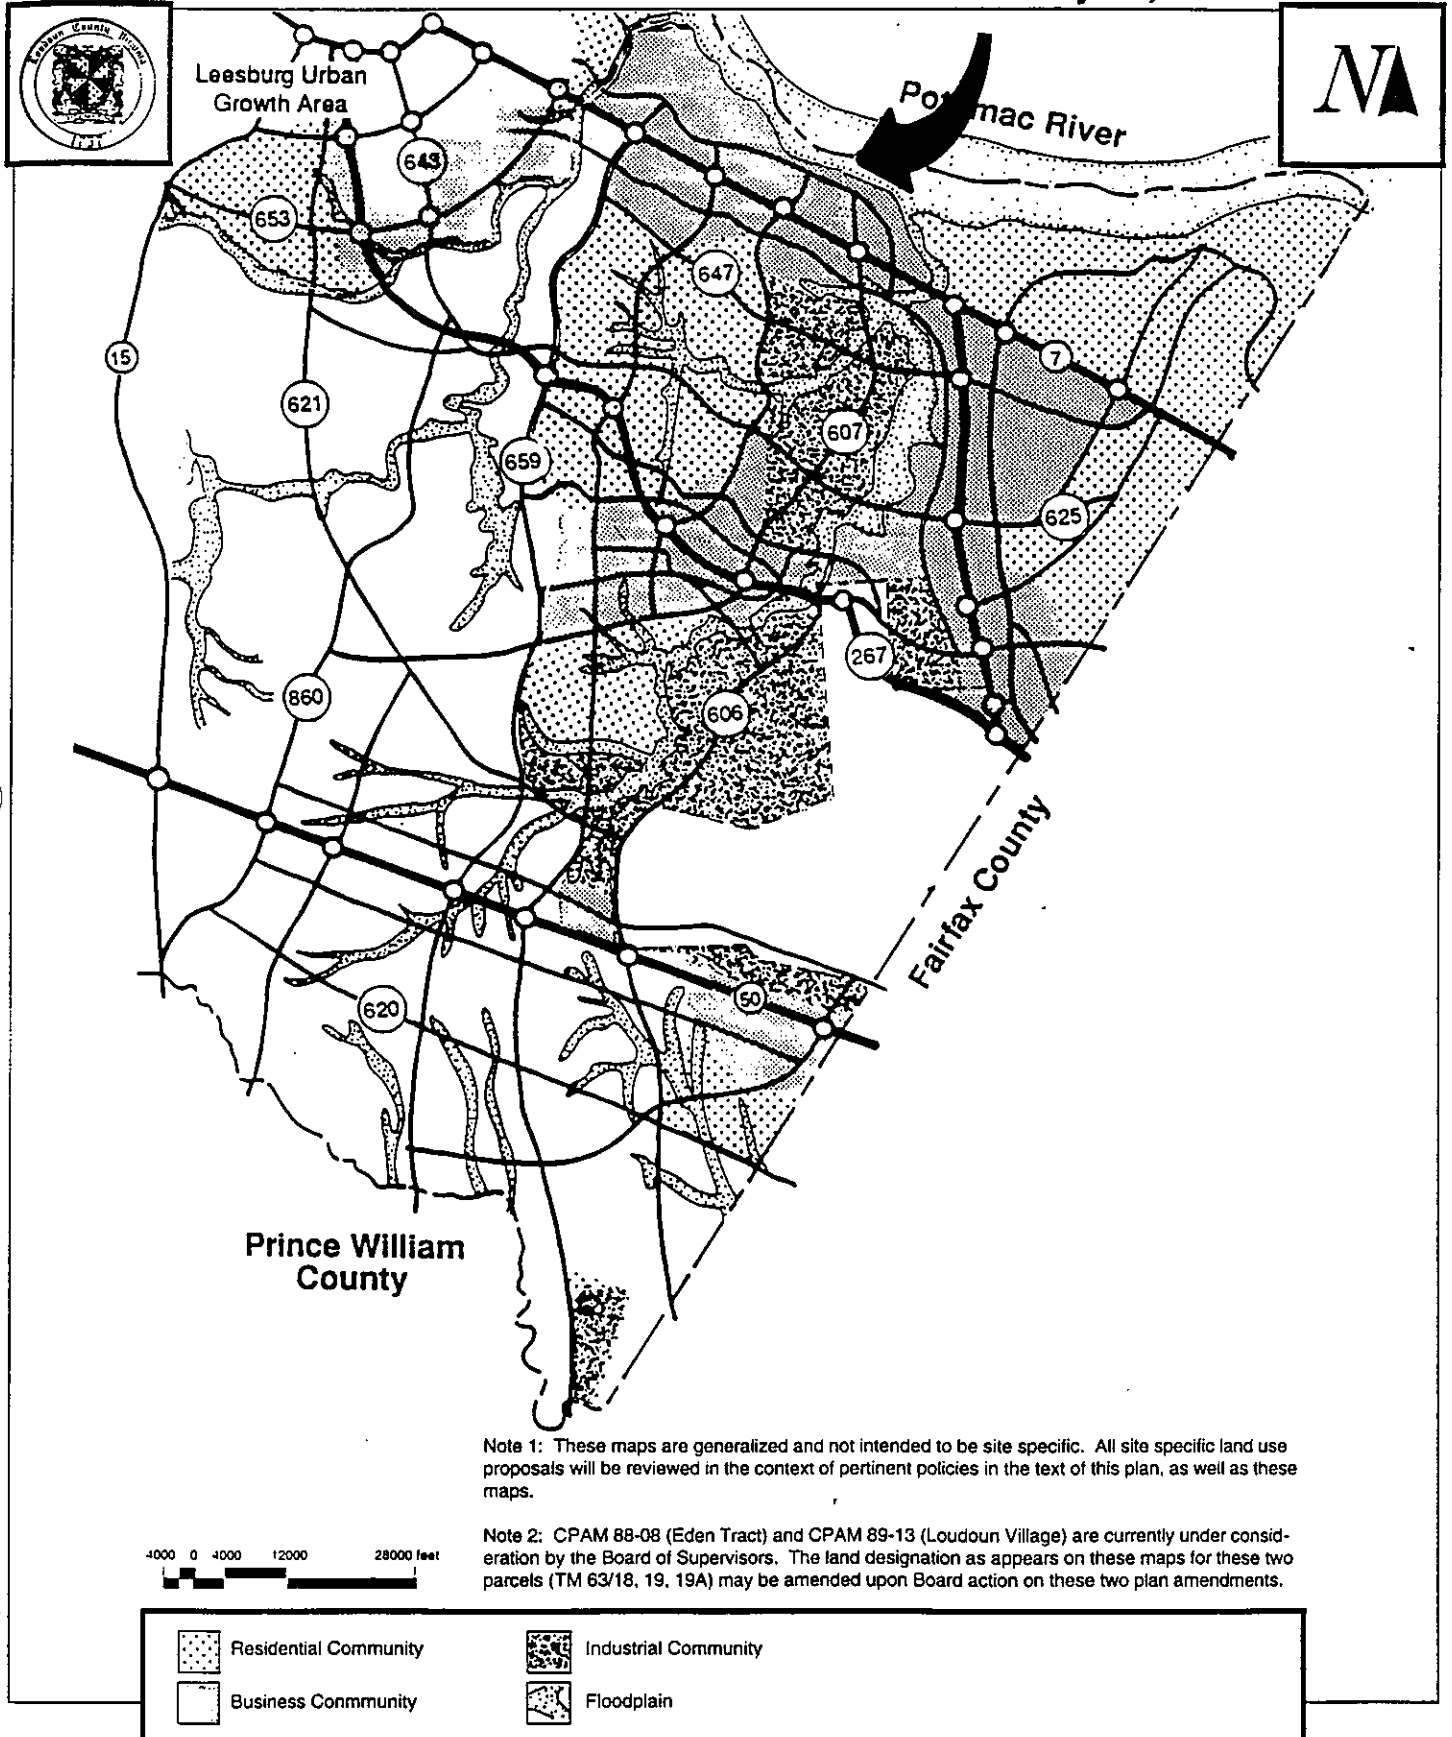 Loudoun County, Virginia
1757
N
Leesburg Urban
Growth Area
Potomac River
643
653
647
15
7
621
607
659
625
267
860
606
Fairfax County
50
620
Prince William
County
Note 1: These maps are generalized and not intended to be site specific. All site specific land use
proposals will be reviewed in the context of pertinent policies in the text of this plan, as well as these
maps.
Note 2: CPAM 88-08 (Eden Tract) and CPAM 89-13 (Loudoun Village) are currently under consid-
eration by the Board of Supervisors. The land designation as appears on these maps for these two
parcels (TM 63/18, 19, 19A) may be amended upon Board action on these two plan amendments.
4000 0 4000 12000 28000 feet
Residential Community
Industrial Community
Business Conmmunity
Floodplain